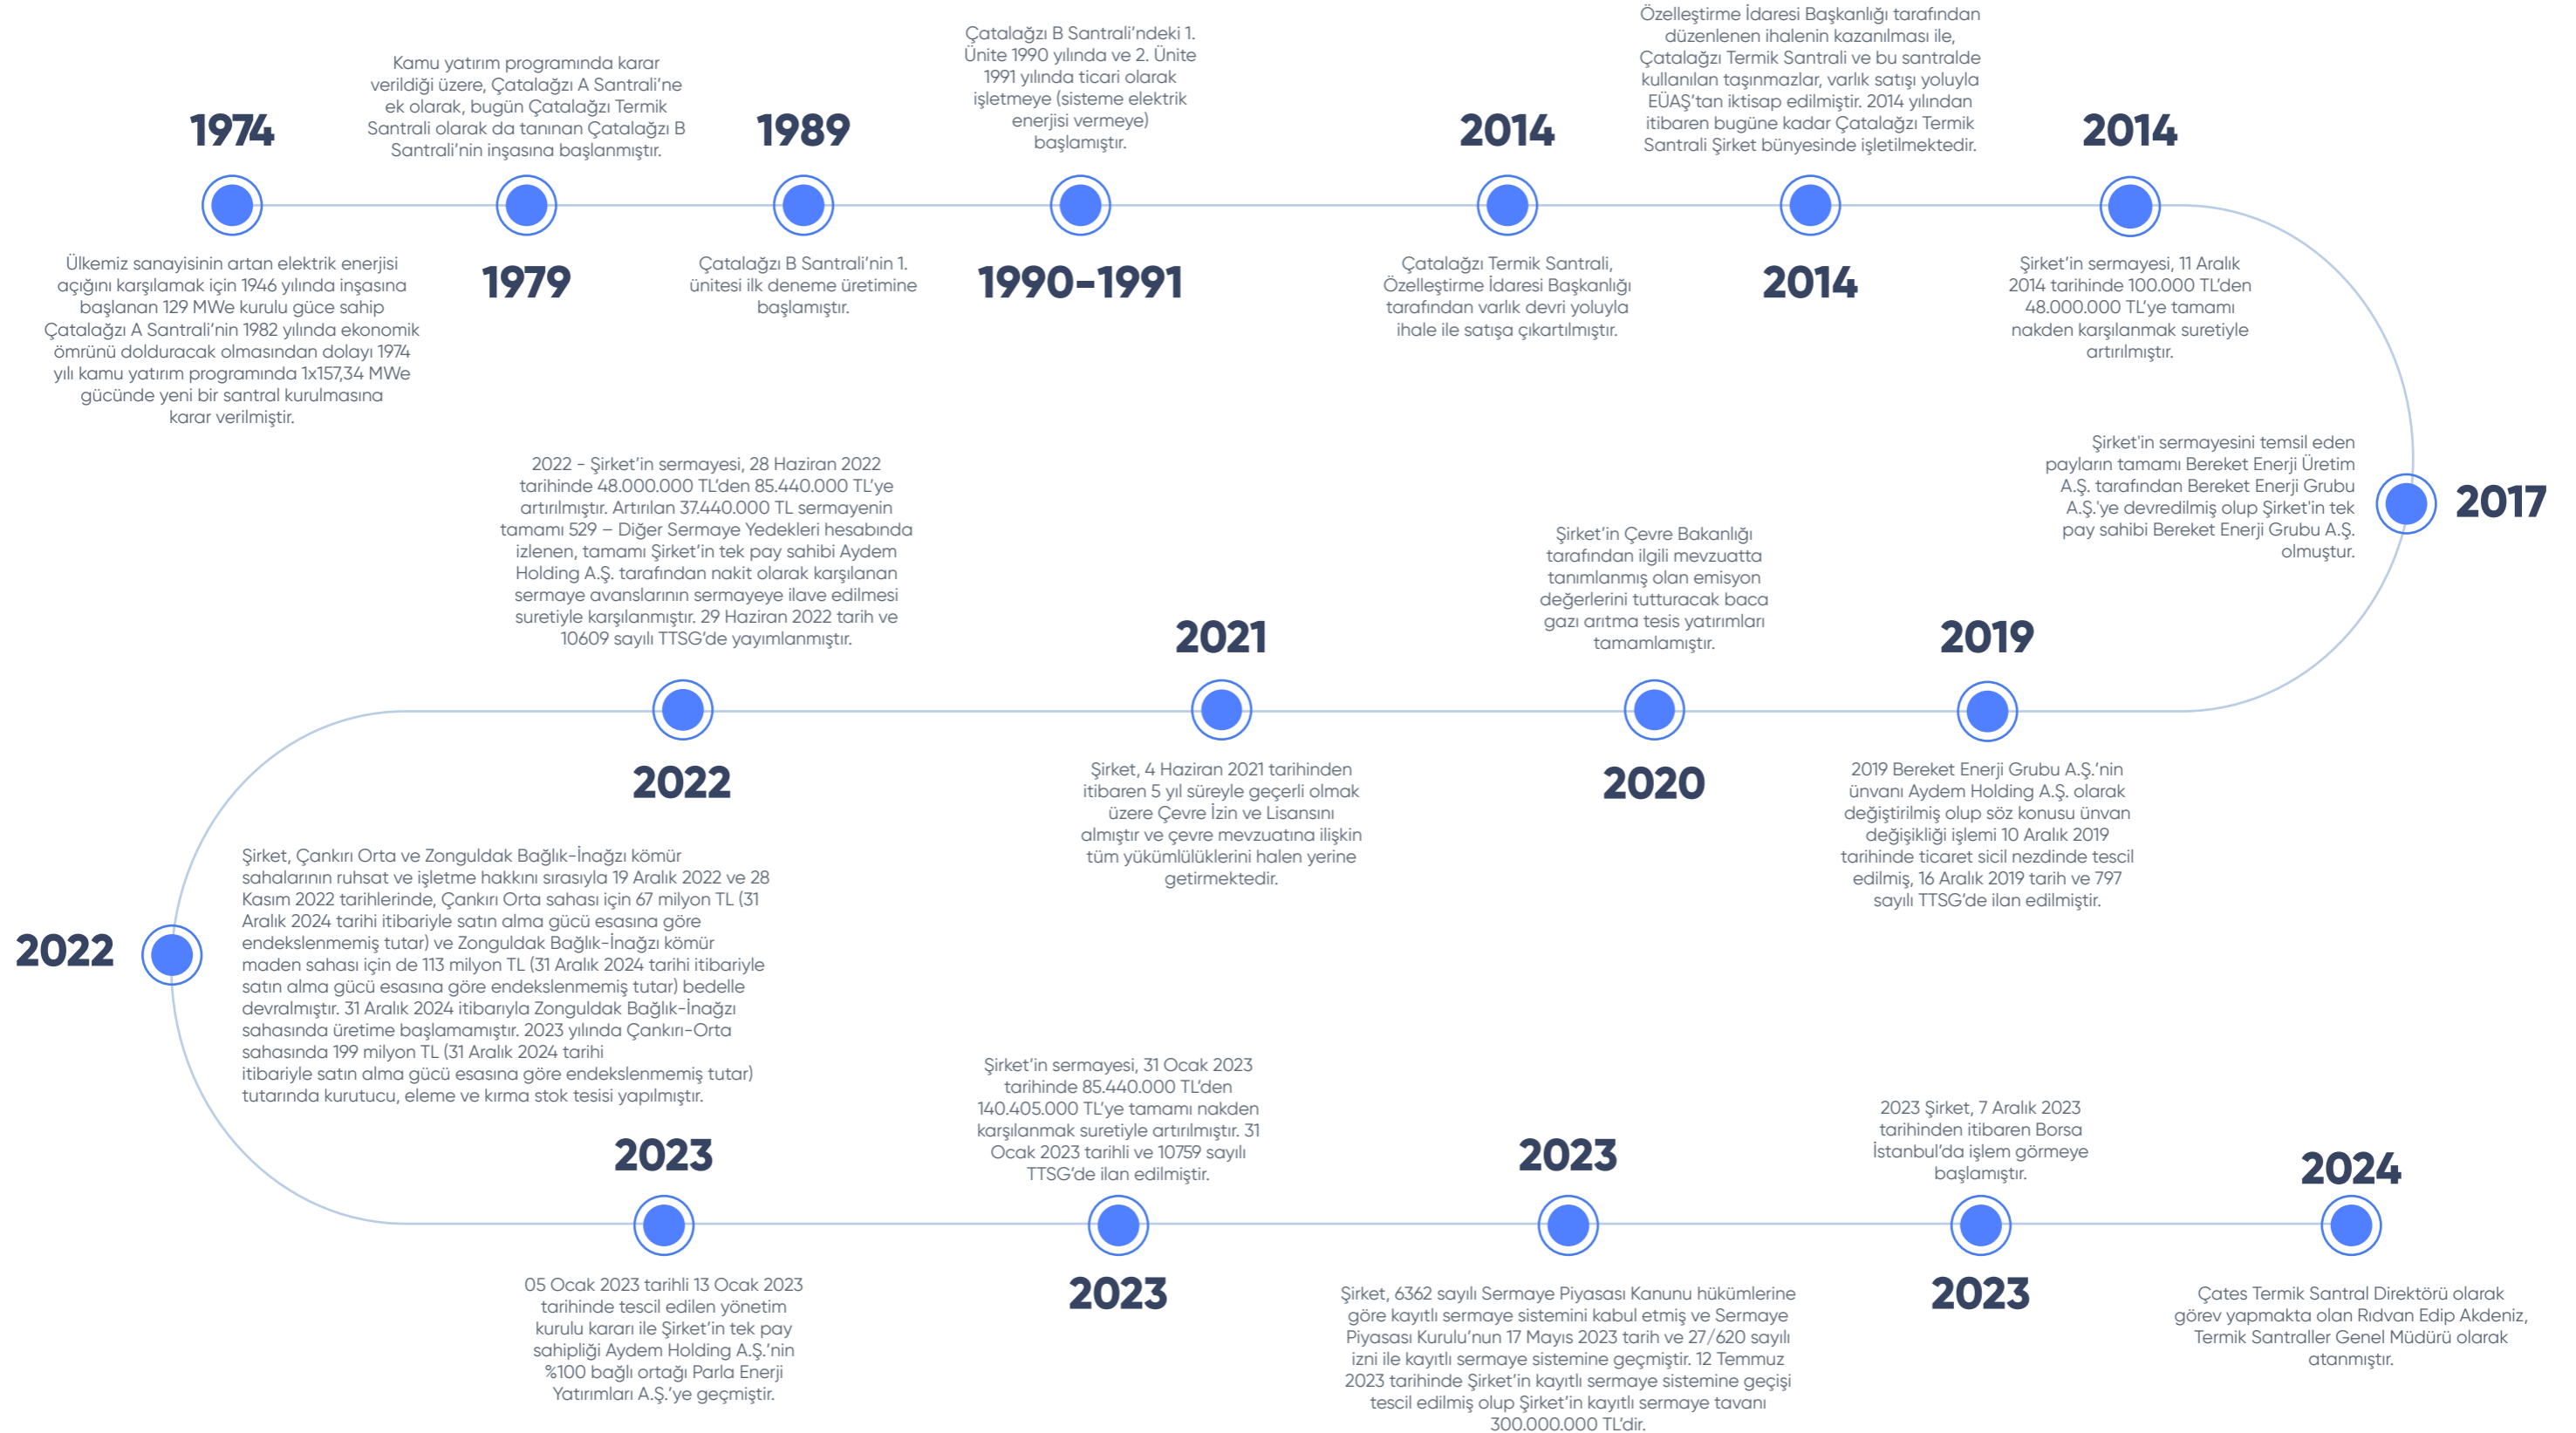 1974
Ülkemiz sanayisinin artan elektrik enerjisi
açığını karşılamak için 1946 yılında inşasına
başlanan 129 MWe kurulu güce sahip
Çatalağzı A Santrali’nin 1982 yılında ekonomik
ömrünü dolduracak olmasından dolayı 1974
yılı kamu yatırım programında 1x157,34 MWe
gücünde yeni bir santral kurulmasına
karar verilmiştir.
Kamu yatırım programında karar
verildiği üzere, Çatalağzı A Santrali’ne
ek olarak, bugün Çatalağzı Termik
Santrali olarak da tanınan Çatalağzı B
Santrali’nin inşasına başlanmıştır.
1979
1989
Çatalağzı B Santrali’nin 1.
ünitesi ilk deneme üretimine
başlamıştır.
Çatalağzı B Santrali’ndeki 1.
Ünite 1990 yılında ve 2. Ünite
1991 yılında ticari olarak
işletmeye (sisteme elektrik
enerjisi vermeye)
başlamıştır.
1990-1991
2014
Çatalağzı Termik Santrali,
Özelleştirme İdaresi Başkanlığı
tarafından varlık devri yoluyla
ihale ile satışa çıkartılmıştır.
Özelleştirme İdaresi Başkanlığı tarafından
düzenlenen ihalenin kazanılması ile,
Çatalağzı Termik Santrali ve bu santralde
kullanılan taşınmazlar, varlık satışı yoluyla
EÜAŞ’tan iktisap edilmiştir. 2014 yılından
itibaren bugüne kadar Çatalağzı Termik
Santrali Şirket bünyesinde işletilmektedir.
2014
2014
Şirket’in sermayesi, 11 Aralık
2014 tarihinde 100.000 TL’den
48.000.000 TL’ye tamamı
nakden karşılanmak suretiyle
artırılmıştır.
Şirket'in sermayesini temsil eden
payların tamamı Bereket Enerji Üretim
A.Ş. tarafından Bereket Enerji Grubu
A.Ş.'ye devredilmiş olup Şirket'in tek
pay sahibi Bereket Enerji Grubu A.Ş.
olmuştur.
2017
2019
2019 Bereket Enerji Grubu A.Ş.’nin
ünvanı Aydem Holding A.Ş. olarak
değiştirilmiş olup söz konusu ünvan
değişikliği işlemi 10 Aralık 2019
tarihinde ticaret sicil nezdinde tescil
edilmiş, 16 Aralık 2019 tarih ve 797
sayılı TTSG’de ilan edilmiştir.
Şirket’in Çevre Bakanlığı
tarafından ilgili mevzuatta
tanımlanmış olan emisyon
değerlerini tutturacak baca
gazı arıtma tesis yatırımları
tamamlamıştır.
2020
2021
Şirket, 4 Haziran 2021 tarihinden
itibaren 5 yıl süreyle geçerli olmak
üzere Çevre İzin ve Lisansını
almıştır ve çevre mevzuatına ilişkin
tüm yükümlülüklerini halen yerine
getirmektedir.
2022 - Şirket’in sermayesi, 28 Haziran 2022
tarihinde 48.000.000 TL’den 85.440.000 TL’ye
artırılmıştır. Artırılan 37.440.000 TL sermayenin
tamamı 529 – Diğer Sermaye Yedekleri hesabında
izlenen, tamamı Şirket’in tek pay sahibi Aydem
Holding A.Ş. tarafından nakit olarak karşılanan
sermaye avanslarının sermayeye ilave edilmesi
suretiyle karşılanmıştır. 29 Haziran 2022 tarih ve
10609 sayılı TTSG’de yayımlanmıştır.
2022
2022
Şirket, Çankırı Orta ve Zonguldak Bağlık-İnağzı kömür
sahalarının ruhsat ve işletme hakkını sırasıyla 19 Aralık 2022 ve 28
Kasım 2022 tarihlerinde, Çankırı Orta sahası için 67 milyon TL (31
Aralık 2024 tarihi itibariyle satın alma gücü esasına göre
endekslenmemiş tutar) ve Zonguldak Bağlık-İnağzı kömür
maden sahası için de 113 milyon TL (31 Aralık 2024 tarihi itibariyle
satın alma gücü esasına göre endekslenmemiş tutar) bedelle
devralmıştır. 31 Aralık 2024 itibarıyla Zonguldak Bağlık-İnağzı
sahasında üretime başlamamıştır. 2023 yılında Çankırı-Orta
sahasında 199 milyon TL (31 Aralık 2024 tarihi
itibariyle satın alma gücü esasına göre endekslenmemiş tutar)
tutarında kurutucu, eleme ve kırma stok tesisi yapılmıştır.
2023
05 Ocak 2023 tarihli 13 Ocak 2023
tarihinde tescil edilen yönetim
kurulu kararı ile Şirket’in tek pay
sahipliği Aydem Holding A.Ş.’nin
%100 bağlı ortağı Parla Enerji
Yatırımları A.Ş.’ye geçmiştir.
Şirket’in sermayesi, 31 Ocak 2023
tarihinde 85.440.000 TL’den
140.405.000 TL’ye tamamı nakden
karşılanmak suretiyle artırılmıştır. 31
Ocak 2023 tarihli ve 10759 sayılı
TTSG’de ilan edilmiştir.
2023
2023
Şirket, 6362 sayılı Sermaye Piyasası Kanunu hükümlerine
göre kayıtlı sermaye sistemini kabul etmiş ve Sermaye
Piyasası Kurulu’nun 17 Mayıs 2023 tarih ve 27/620 sayılı
izni ile kayıtlı sermaye sistemine geçmiştir. 12 Temmuz
2023 tarihinde Şirket’in kayıtlı sermaye sistemine geçişi
tescil edilmiş olup Şirket’in kayıtlı sermaye tavanı
300.000.000 TL’dir.
2023 Şirket, 7 Aralık 2023
tarihinden itibaren Borsa
İstanbul’da işlem görmeye
başlamıştır.
2023
2024
Çates Termik Santral Direktörü olarak
görev yapmakta olan Rıdvan Edip Akdeniz,
Termik Santraller Genel Müdürü olarak
atanmıştır.